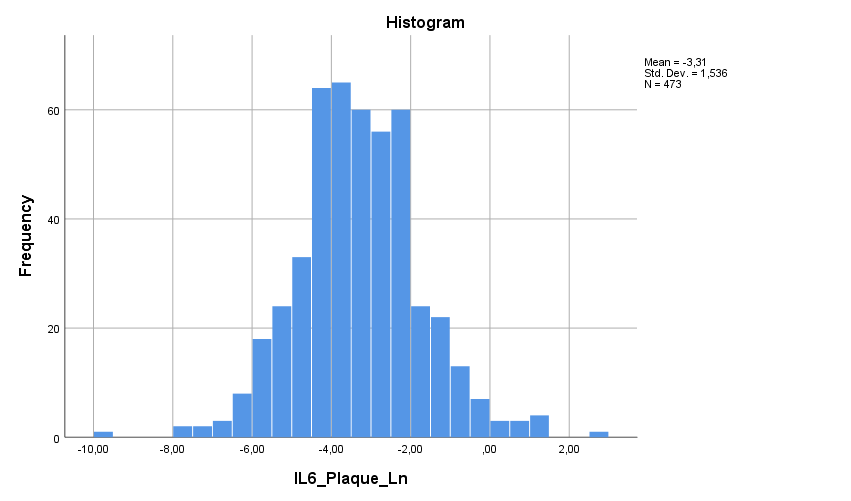 Histogram
Mean = -3,31
Std. Dev. = 1,536
N = 473
60
40
20
0
Frequency
-10,00 -8,00 -6,00 -4,00 -2,00 ,00 2,00
IL6_Plaque_Ln